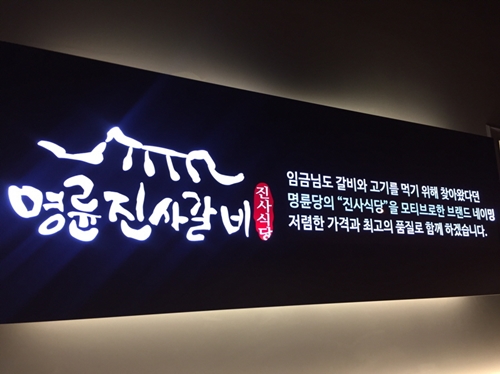 명륜진사갈비
진사식당
임금님도 갈비와 고기를 먹기 위해 찾아왔다던
명륜당의 "진사식당"을 모티브로한 브랜드 네이밍
저렴한 가격과 최고의 품질로 함께 하겠습니다.